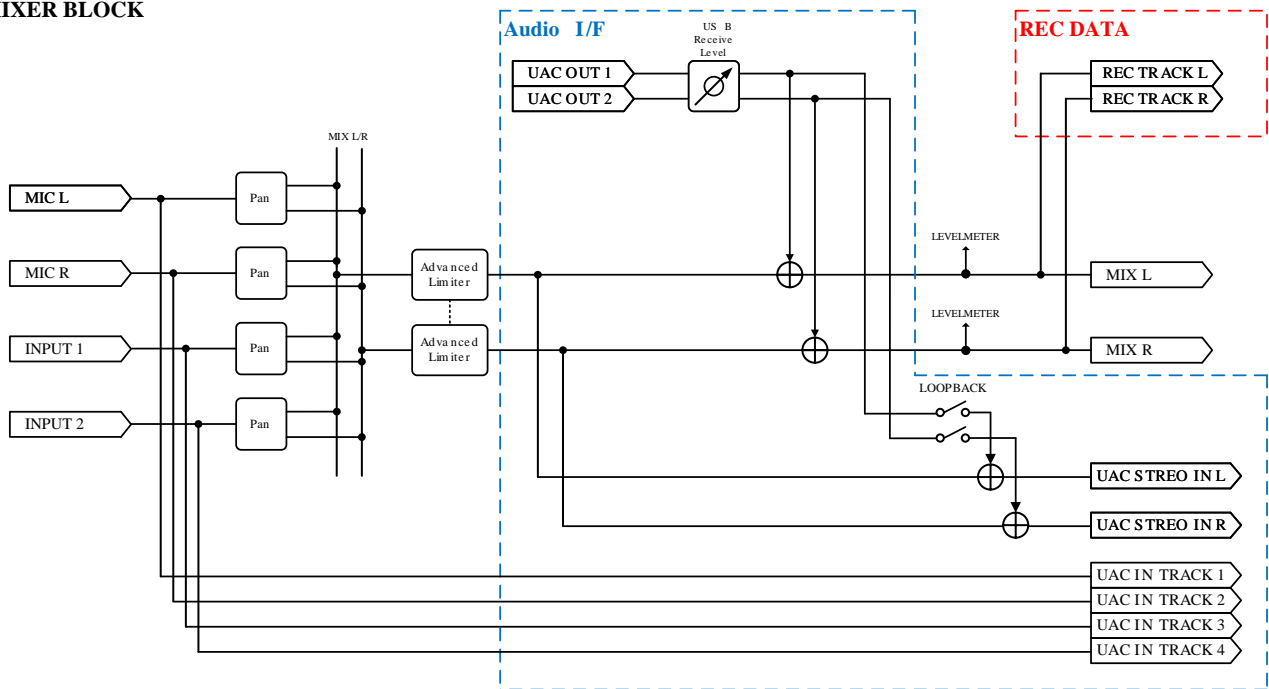 MIXER BLOCK
Audio I/F
US B
Receive
Level
REC DATA
UAC OUT 1
UAC OUT 2
REC TRACK L
REC TRACK R
MIX L/R
MIC L
Pan
MIC R
Pan
Advanced
Limiter
LEVELMETER
MIX L
INPUT 1
Pan
Advanced
Limiter
LEVELMETER
MIX R
INPUT 2
Pan
LOOPBACK
UAC STREO IN L
UAC STREO IN R
UAC IN TRACK 1
UAC IN TRACK 2
UAC IN TRACK 3
UAC IN TRACK 4